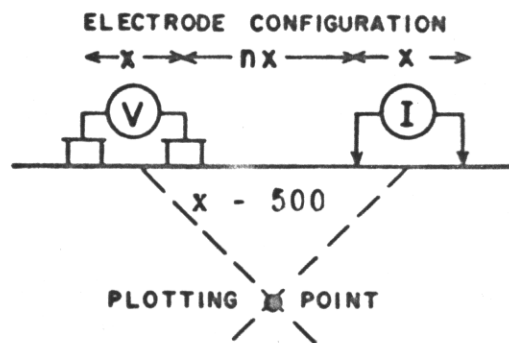 ELECTRODE CONFIGURATION
x nx x
V I
x - 500
PLOTTING POINT